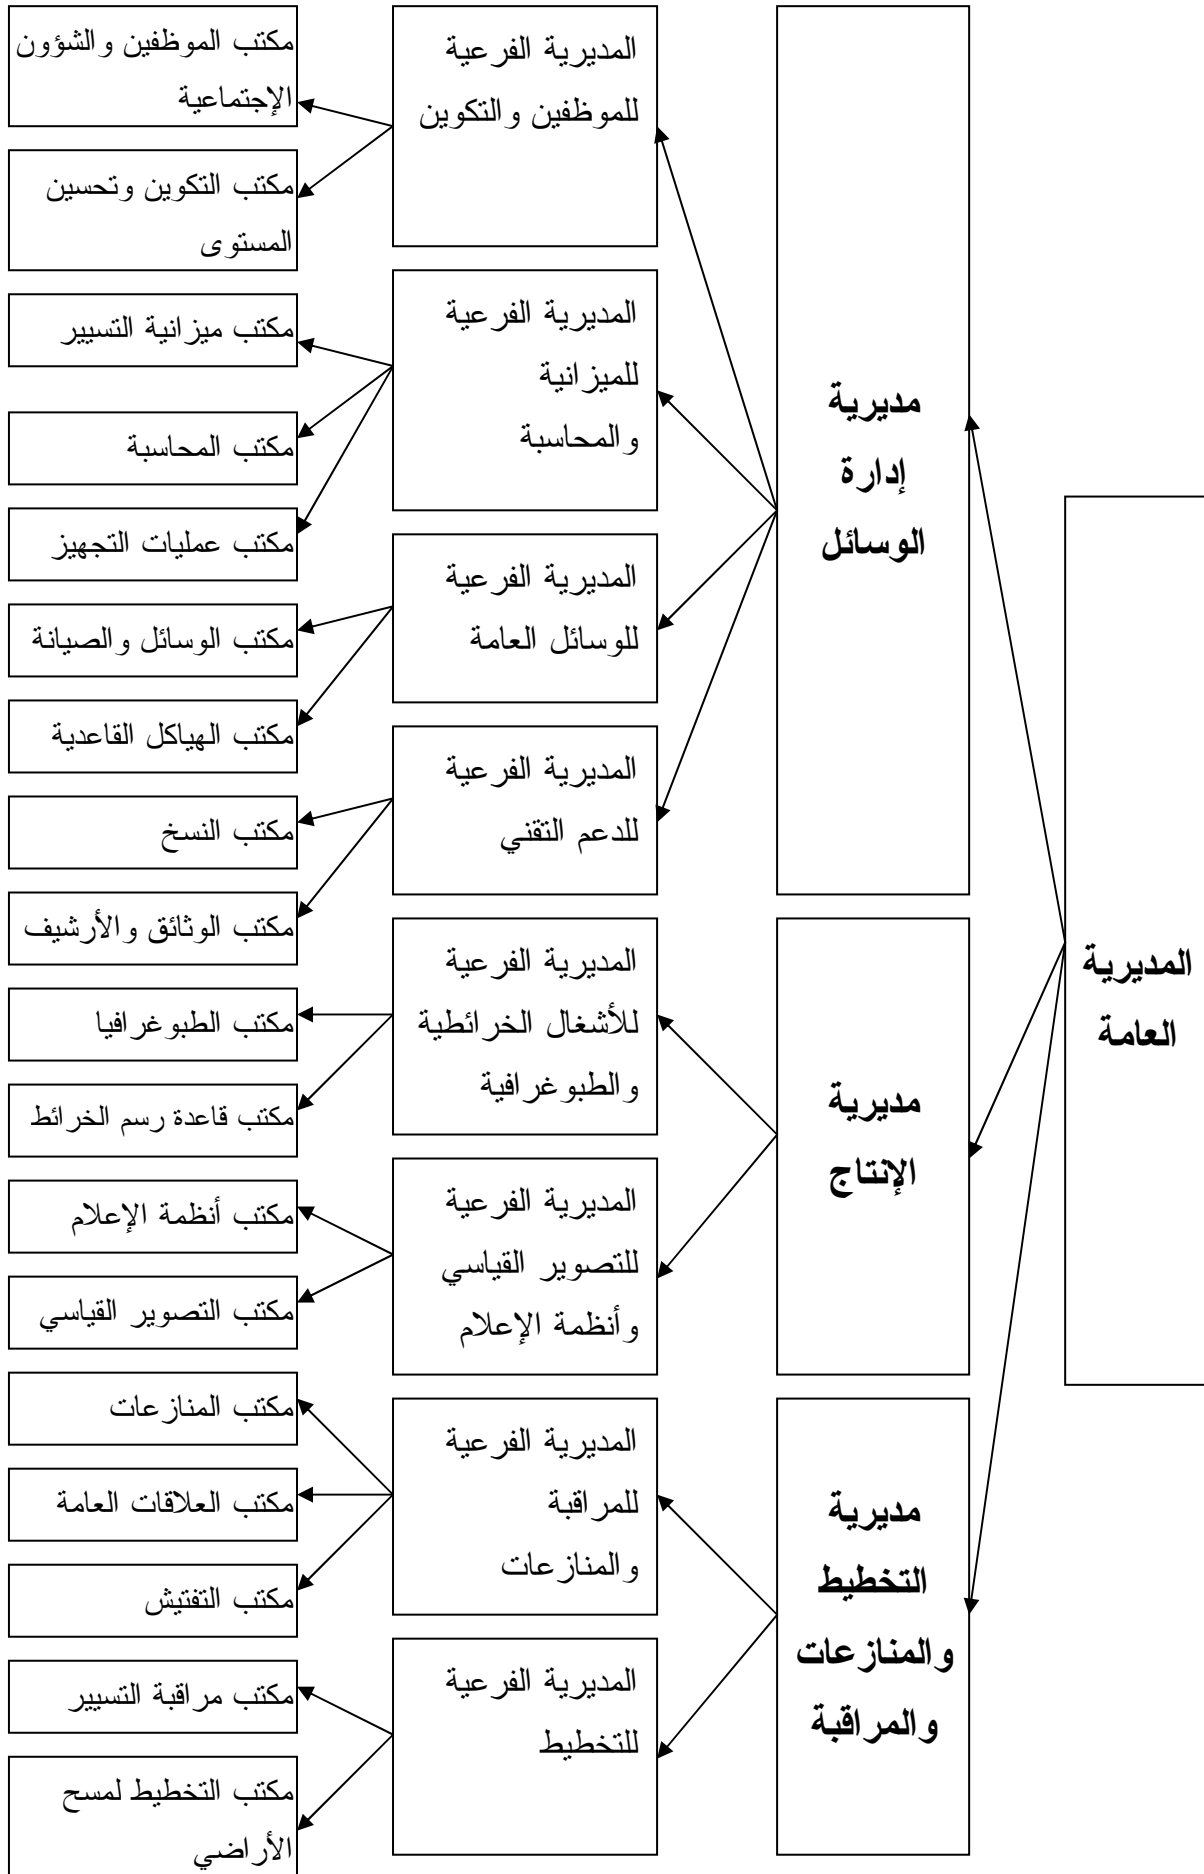 المديرية
العامة
مديرية
إدارة
الوسائل
المديرية الفرعية
للموظفين والتكوين
مكتب الموظفين والشؤون
الإجتماعية
مكتب التكوين وتحسين
المستوى
المديرية الفرعية
للميزانية
والمحاسبة
مكتب ميزانية التسيير
مكتب المحاسبة
مكتب عمليات التجهيز
المديرية الفرعية
للوسائل العامة
مكتب الوسائل والصيانة
مكتب الهياكل القاعدية
المديرية الفرعية
للدعم التقني
مكتب النسخ
مكتب الوثائق والأرشيف
مديرية
الإنتاج
المديرية الفرعية
للأشغال الخرائطية
والطبوغرافية
مكتب الطبوغرافيا
مكتب قاعدة رسم الخرائط
المديرية الفرعية
للتصوير القياسي
وأنظمة الإعلام
مكتب أنظمة الإعلام
مكتب التصوير القياسي
مديرية
التخطيط
والمنازعات
والمراقبة
المديرية الفرعية
للمراقبة
والمنازعات
مكتب المنازعات
مكتب العلاقات العامة
مكتب التفتيش
المديرية الفرعية
للتخطيط
مكتب مراقبة التسيير
مكتب التخطيط لمسح
الأراضي